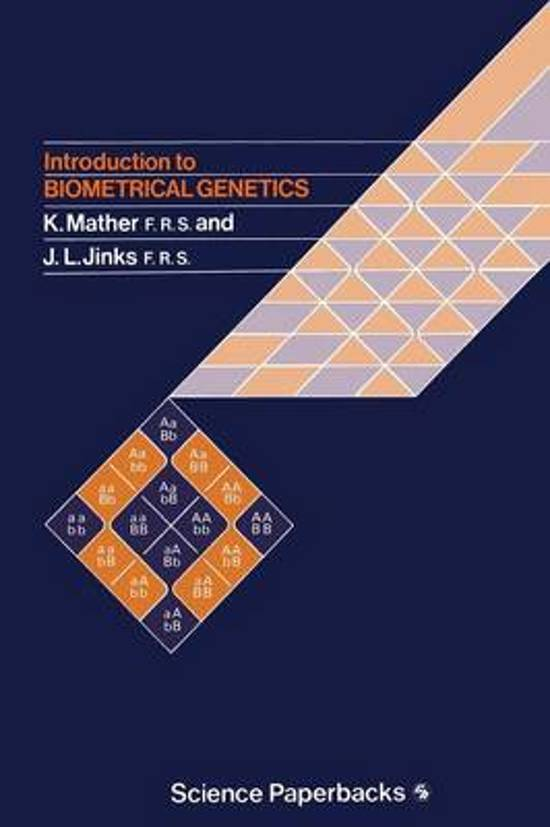 Introduction to
BIOMETRICAL GENETICS
K. Mather F. R. S. and
J. L. Jinks F. R. S.
Aa
Bb
Aa
bb
Aa
BB
aa
Bb
Aa
bB
AA
Bb
aa
bb
aa
BB
AA
bb
AA
BB
aa
bB
aA
Bb
AA
bB
aA
bb
aA
BB
aA
bB
Science Paperbacks